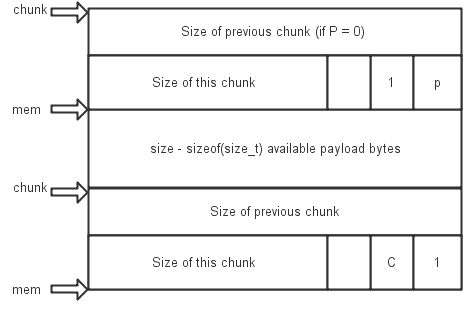 chunk
Size of previous chunk (if P = 0)
Size of this chunk 1 p
mem
size - sizeof(size_t) available payload bytes
chunk
Size of previous chunk
Size of this chunk C 1
mem